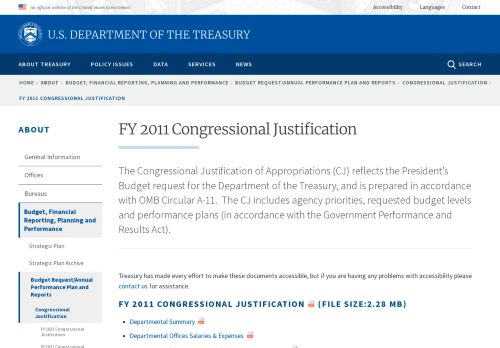 An official website of the United States Government
Accessibility Languages Contact
U.S. DEPARTMENT OF THE TREASURY
ABOUT TREASURY POLICY ISSUES DATA SERVICES NEWS SEARCH
HOME › ABOUT › BUDGET, FINANCIAL REPORTING, PLANNING AND PERFORMANCE › BUDGET REQUEST/ANNUAL PERFORMANCE PLAN AND REPORTS › CONGRESSIONAL JUSTIFICATION ›
FY 2011 CONGRESSIONAL JUSTIFICATION
ABOUT
General Information
Offices
Bureaus
Budget, Financial
Reporting, Planning and
Performance
Strategic Plan
Strategic Plan Archive
Budget Request/Annual
Performance Plan and
Reports
Congressional
Justification
FY 2023 Congressional
Justification
FY 2011 Congressional Justification
The Congressional Justification of Appropriations (CJ) reflects the President's
Budget request for the Department of the Treasury, and is prepared in accordance
with OMB Circular A-11. The CJ includes agency priorities, requested budget levels
and performance plans (in accordance with the Government Performance and
Results Act).
Treasury has made every effort to make these documents accessible, but if you are having any problems with accessibility please
contact us for assistance.
FY 2011 CONGRESSIONAL JUSTIFICATION (FILE SIZE:2.28 MB)
• Departmental Summary
• Departmental Offices Salaries & Expenses